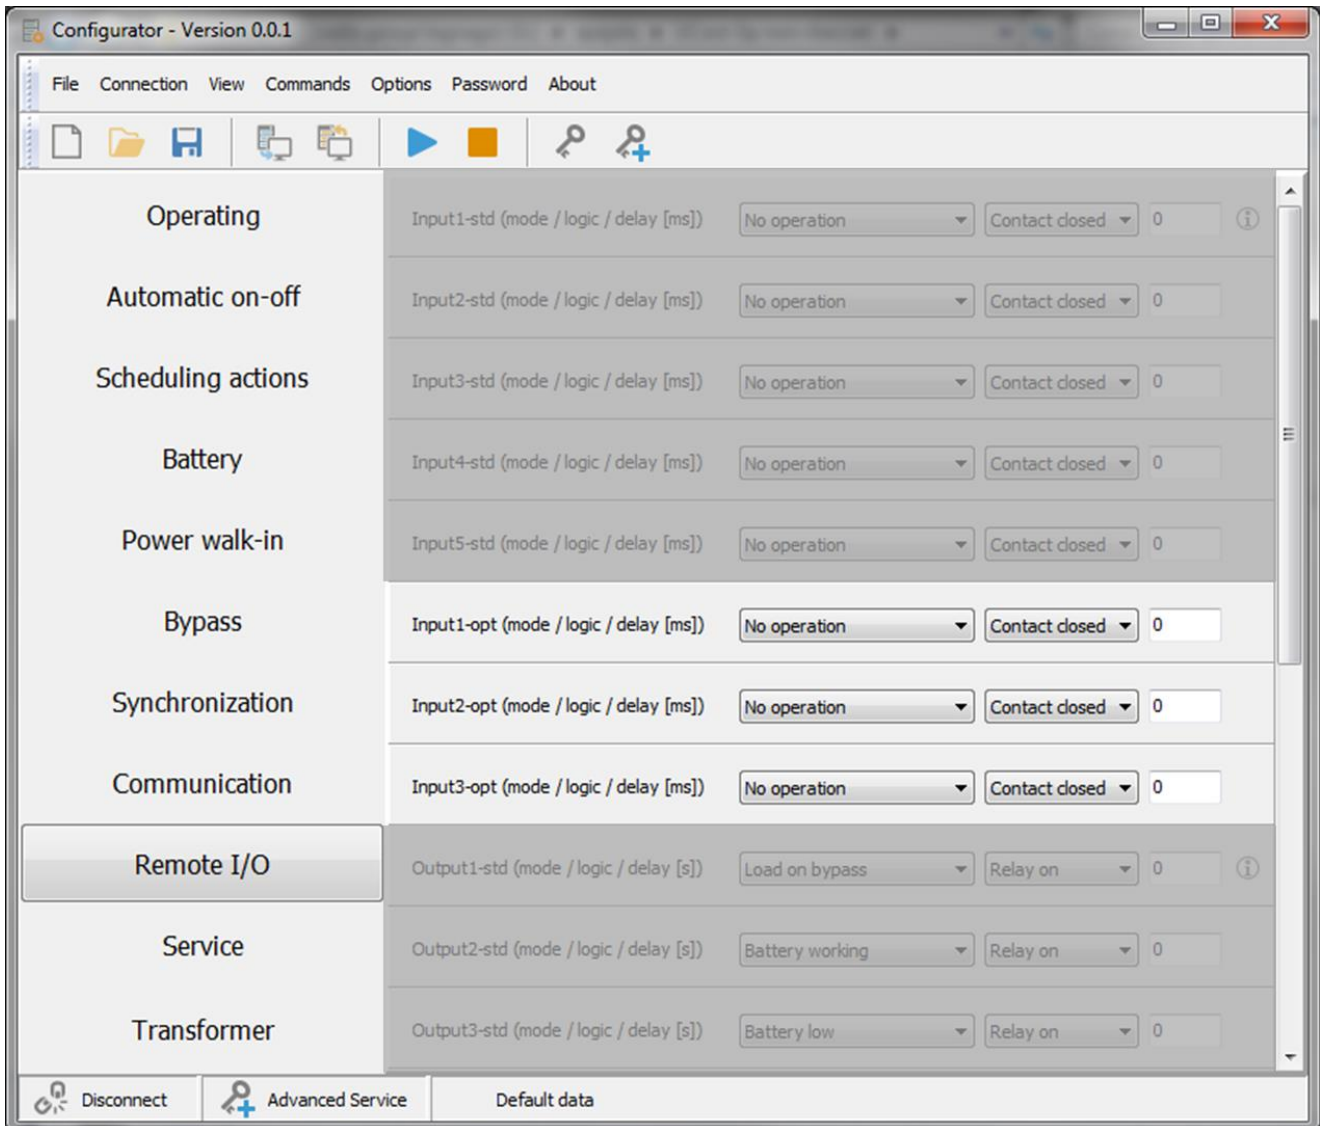 Configurator - Version 0.0.1
File Connection View Commands Options Password About
Operating
Input1-std (mode / logic / delay [ms]) No operation Contact closed 0
Automatic on-off
Input2-std (mode / logic / delay [ms]) No operation Contact closed 0
Scheduling actions
Input3-std (mode / logic / delay [ms]) No operation Contact closed 0
Battery
Input4-std (mode / logic / delay [ms]) No operation Contact closed 0
Power walk-in
Input5-std (mode / logic / delay [ms]) No operation Contact closed 0
Bypass
Input1-opt (mode / logic / delay [ms]) No operation Contact closed 0
Synchronization
Input2-opt (mode / logic / delay [ms]) No operation Contact closed 0
Communication
Input3-opt (mode / logic / delay [ms]) No operation Contact closed 0
Remote I/O
Output1-std (mode / logic / delay [s]) Load on bypass Relay on 0
Service
Output2-std (mode / logic / delay [s]) Battery working Relay on 0
Transformer
Output3-std (mode / logic / delay [s]) Battery low Relay on 0
Disconnect Advanced Service Default data